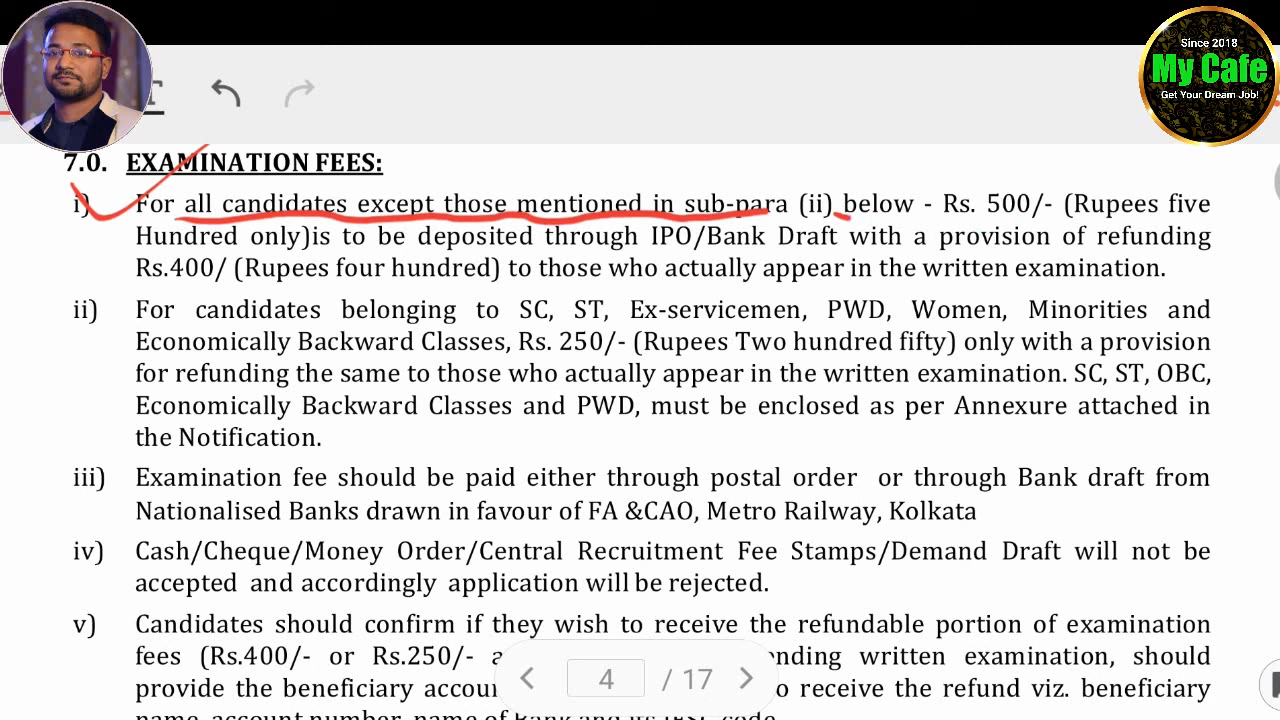 Since 2018
My Cafe
Get Your Dream Job!
7.0. EXAMINATION FEES:
i) For all candidates except those mentioned in sub-para (ii) below - Rs. 500/- (Rupees five
Hundred only)is to be deposited through IPO/Bank Draft with a provision of refunding
Rs.400/ (Rupees four hundred) to those who actually appear in the written examination.
ii) For candidates belonging to SC, ST, Ex-servicemen, PWD, Women, Minorities and
Economically Backward Classes, Rs. 250/- (Rupees Two hundred fifty) only with a provision
for refunding the same to those who actually appear in the written examination. SC, ST, OBC,
Economically Backward Classes and PWD, must be enclosed as per Annexure attached in
the Notification.
iii) Examination fee should be paid either through postal order or through Bank draft from
Nationalised Banks drawn in favour of FA &CAO, Metro Railway, Kolkata
iv) Cash/Cheque/Money Order/Central Recruitment Fee Stamps/Demand Draft will not be
accepted and accordingly application will be rejected.
v) Candidates should confirm if they wish to receive the refundable portion of examination
fees (Rs.400/- or Rs.250/- written examination, should
provide the beneficiary receive the refund viz. beneficiary
name, account number, name of Bank and its IFSC code
4 / 17